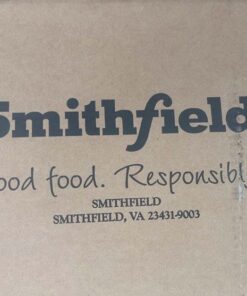 Smithfield
ood food. Responsibl
SMITHFIELD
SMITHFIELD, VA 23431-9003